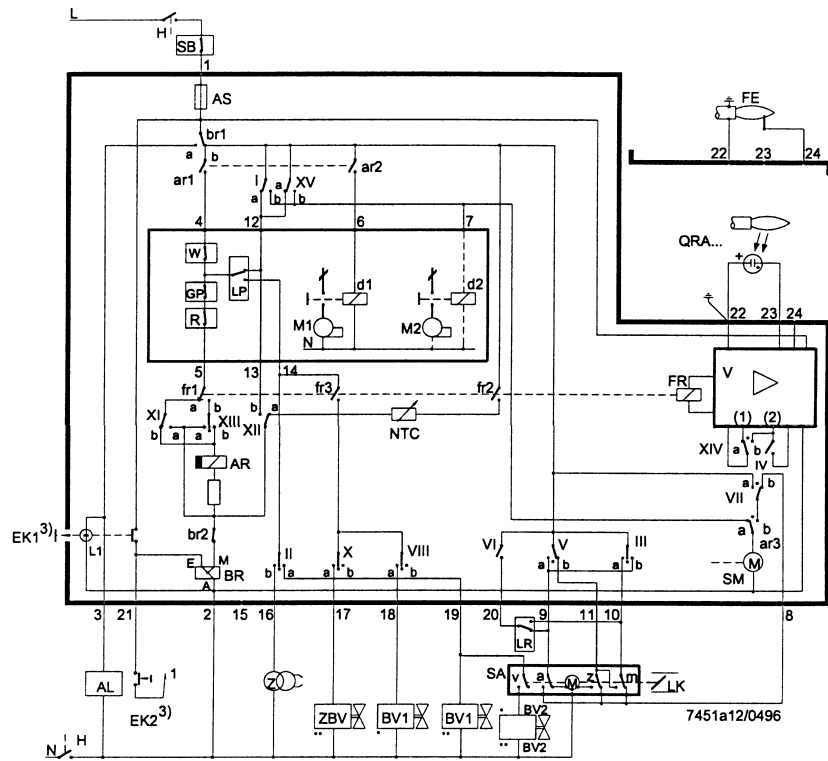 L
H
SB
1
AS
FE
22 23 24
br1
a b
ar1
ar2
I
a XV
a b b
4 12 6 7
QRA...
+
W
LP
GP
R
d1
d2
M1
M2
N
22 23 24
5 13 14
fr1
fr3
fr2
FR
V
(1) (2)
XI
a b
XIII
b a a b
b a
XII
NTC
XIV
a b
IV
AR
a b
VII
EK1³⁾
L1
br2
a b
ar3
E M
BR
A
II
b a
X
a b
VIII
a b
VI
V
a b
III
a b
M
SM
3 21 2 15 16 17 18 19 20 9 11 10 8
LR
AL
1
EK2³⁾
Z
SA
v a M z m
LK
ZBV
BV1
BV1
BV2
BV2
7451a12/0496
N H